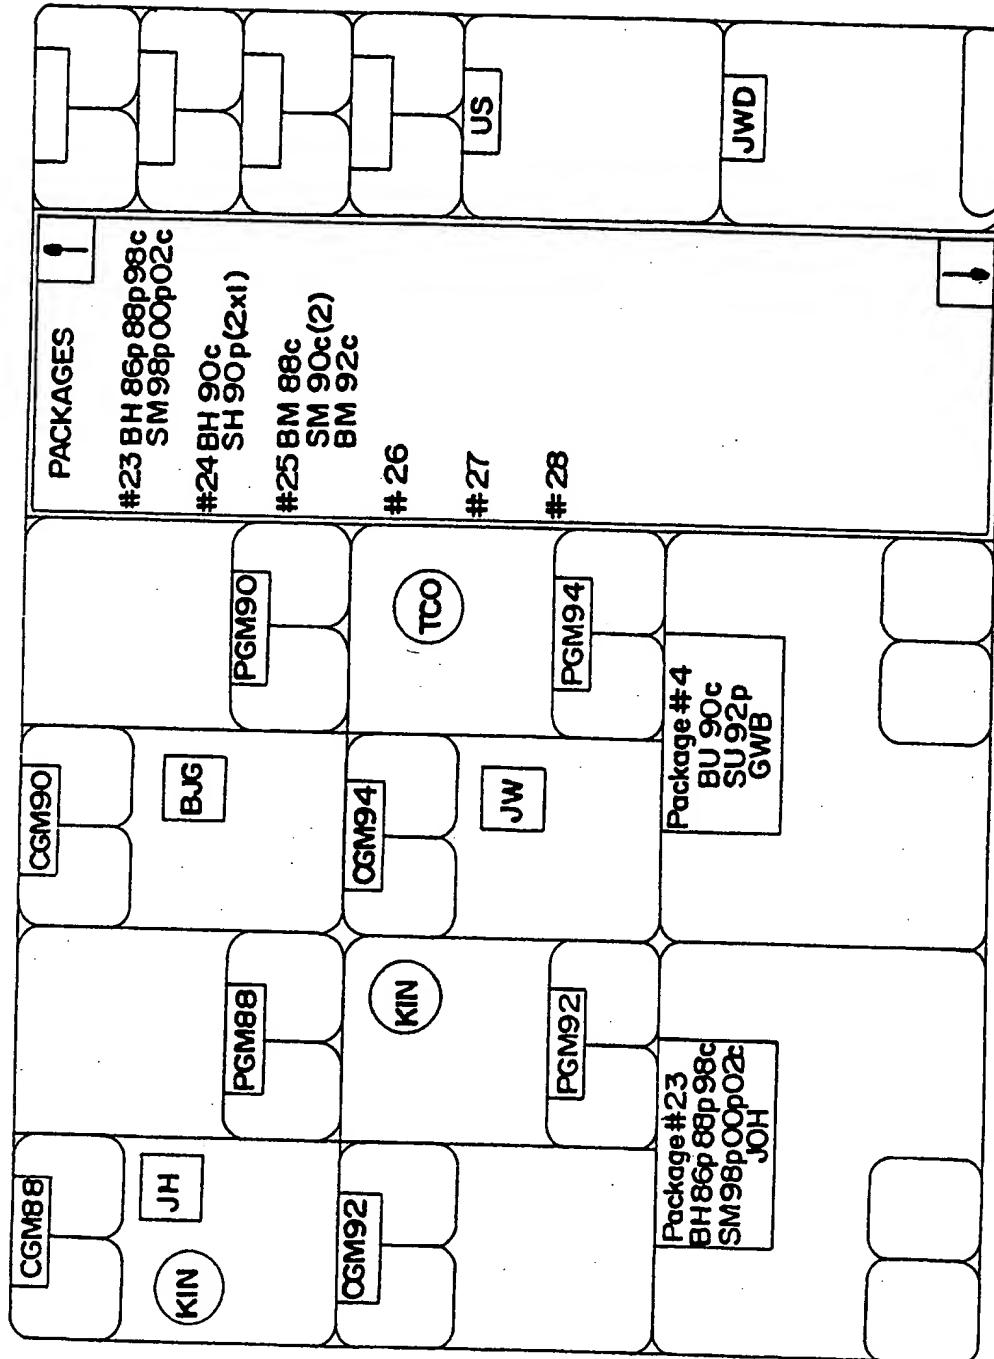 CGM88
KIN
JH
PGM88
CGM90
BJG
PGM90
CGM92
KIN
PGM92
CGM94
JW
TCO
PGM94
Package #23
BH 86p 88p 98c
SM 98p 00p 02c
JOH
Package #4
BU 90c
SU 92p
GWB
PACKAGES
#23 BH 86p 88p 98c
SM 98p 00p 02c
#24 BH 90c
SH 90p (2x1)
#25 BM 88c
SM 90c (2)
BM 92c
#26
#27
#28
US
JWD